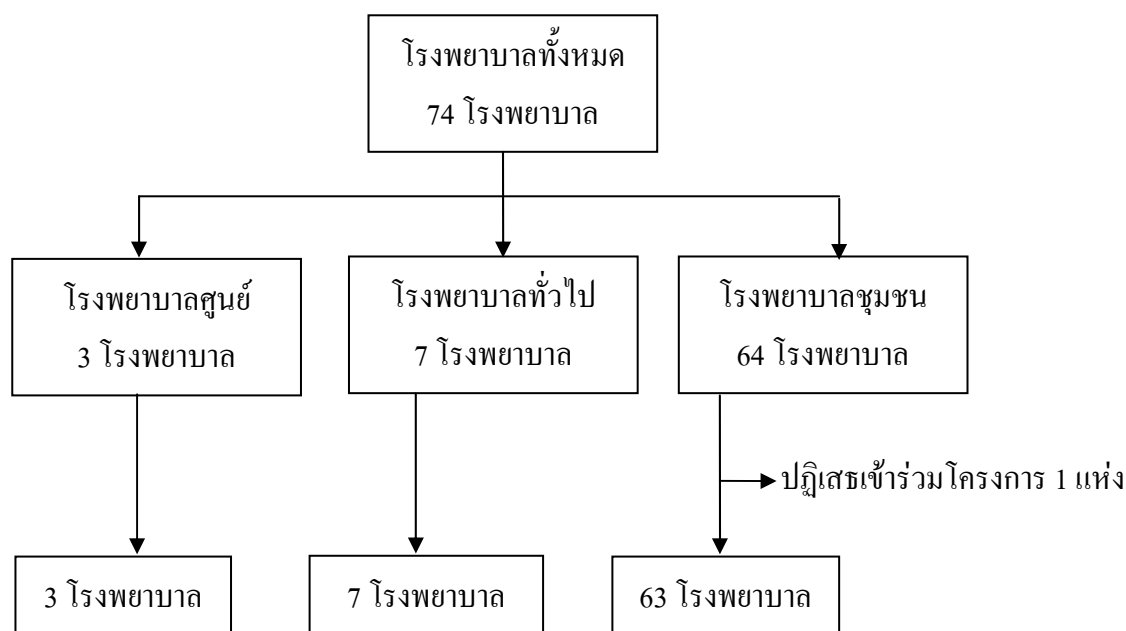 โรงพยาบาลทั้งหมด
74 โรงพยาบาล
โรงพยาบาลศูนย์
3 โรงพยาบาล
โรงพยาบาลทั่วไป
7 โรงพยาบาล
โรงพยาบาลชุมชน
64 โรงพยาบาล
ปฏิเสธเข้าร่วมโครงการ 1 แห่ง
3 โรงพยาบาล
7 โรงพยาบาล
63 โรงพยาบาล